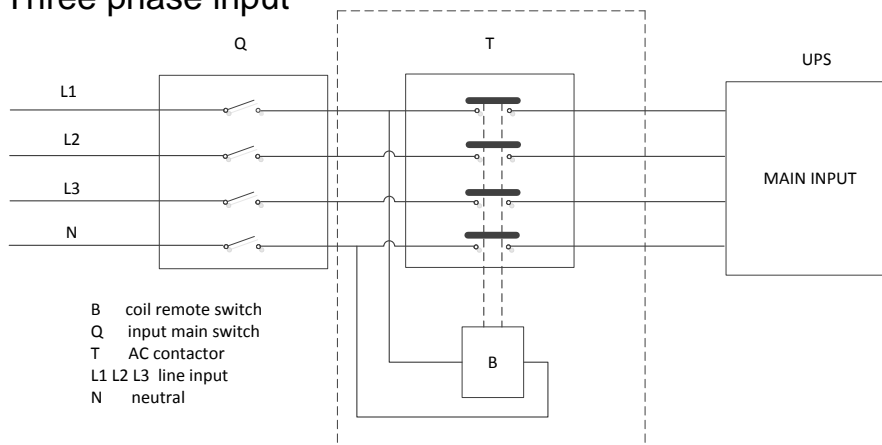 Three phase input
Q
T
UPS
L1
L2
L3
N
MAIN INPUT
B coil remote switch
Q input main switch
T AC contactor
L1 L2 L3 line input
N neutral
B